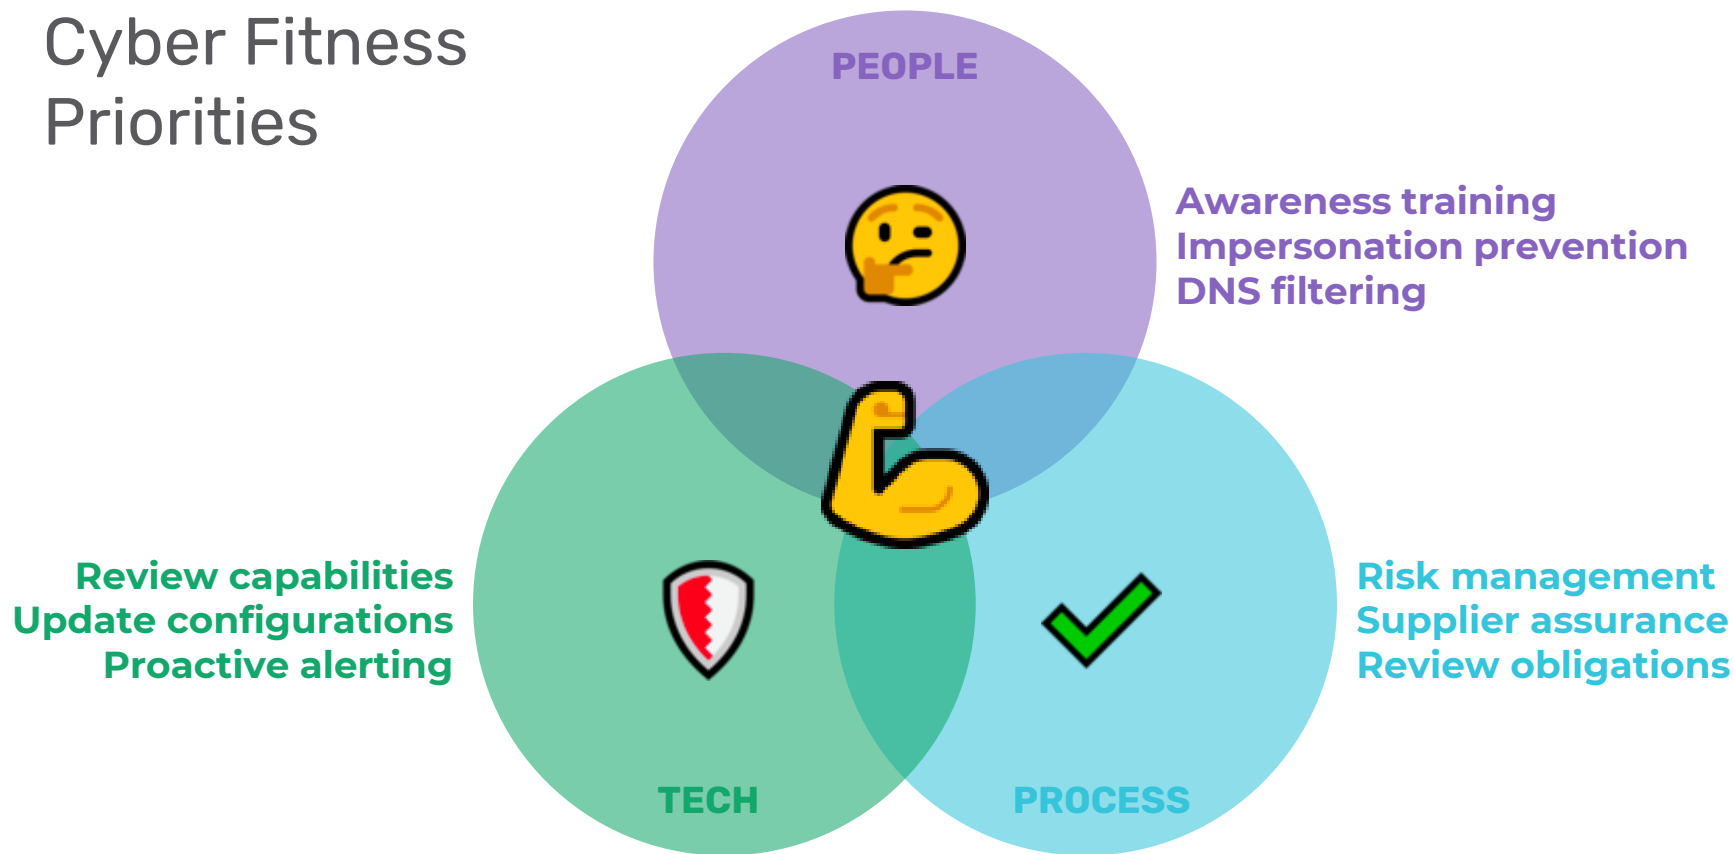 Cyber Fitness
Priorities
PEOPLE
Awareness training
Impersonation prevention
DNS filtering
Review capabilities
Update configurations
Proactive alerting
Risk management
Supplier assurance
Review obligations
TECH
PROCESS